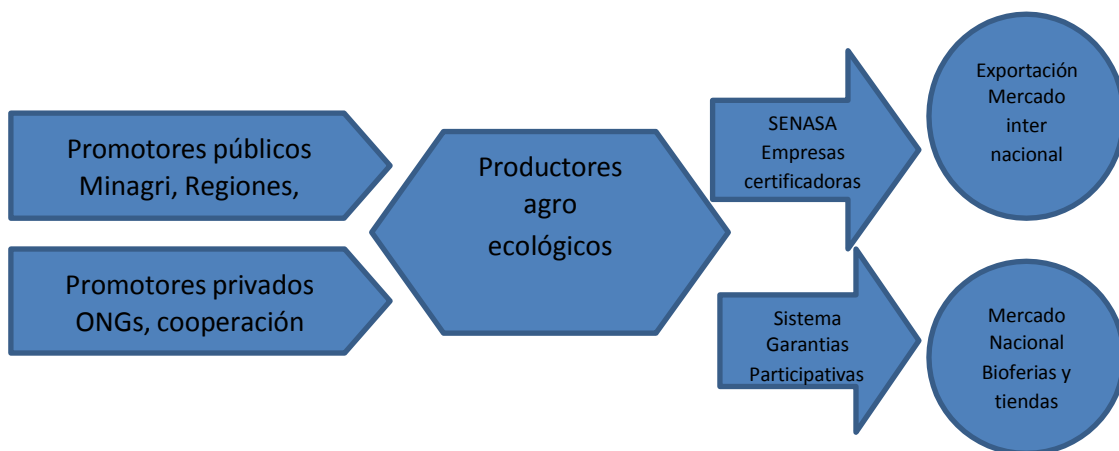 Promotores públicos
Minagri, Regiones,
Promotores privados
ONGs, cooperación
Productores
agro
ecológicos
SENASA
Empresas
certificadoras
Sistema
Garantias
Participativas
Exportación
Mercado
inter
nacional
Mercado
Nacional
Bioferias y
tiendas